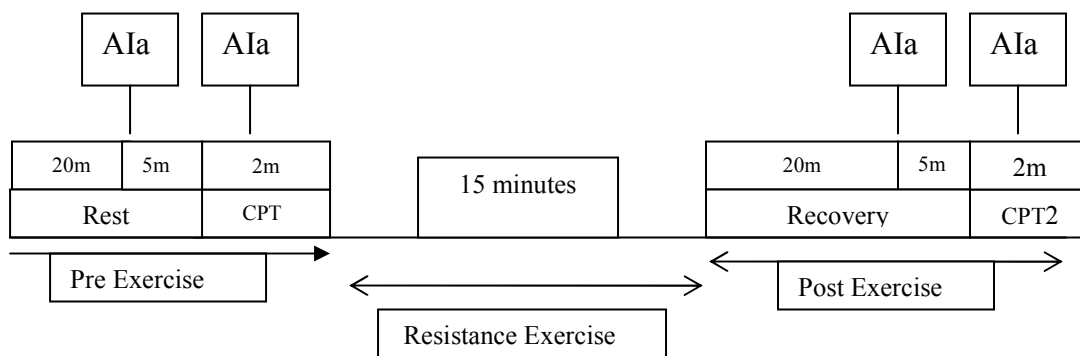 AIa AIa AIa AIa
20m 5m 2m 15 minutes 20m 5m 2m
Rest CPT Recovery CPT2
Pre Exercise Post Exercise
Resistance Exercise